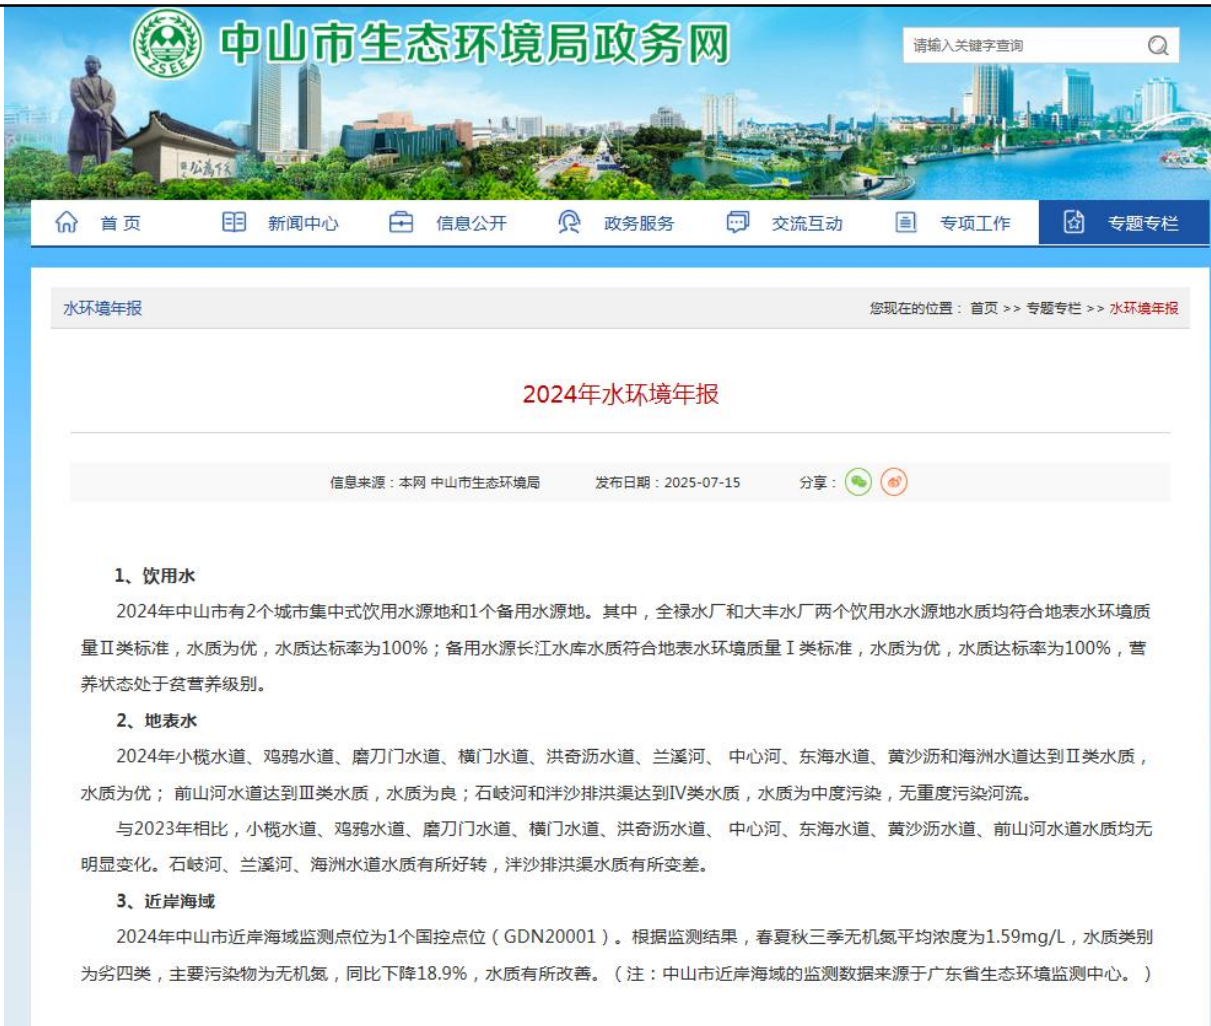 中山市生态环境局政务网
ZSEE
请输入关键字查询
天下為公
首 页
新闻中心
信息公开
政务服务
交流互动
专项工作
专题专栏
水环境年报
您现在的位置： 首页 >> 专题专栏 >> 水环境年报
2024年水环境年报
信息来源：本网 中山市生态环境局 发布日期：2025-07-15 分享：
1、饮用水
2024年中山市有2个城市集中式饮用水源地和1个备用水源地。其中，全禄水厂和大丰水厂两个饮用水水源地水质均符合地表水环境质
量Ⅱ类标准，水质为优，水质达标率为100%；备用水源长江水库水质符合地表水环境质量Ⅰ类标准，水质为优，水质达标率为100%，营
养状态处于贫营养级别。
2、地表水
2024年小榄水道、鸡鸦水道、磨刀门水道、横门水道、洪奇沥水道、兰溪河、 中心河、东海水道、黄沙沥和海洲水道达到Ⅱ类水质，
水质为优； 前山河水道达到Ⅲ类水质，水质为良；石岐河和泮沙排洪渠达到Ⅳ类水质，水质为中度污染，无重度污染河流。
与2023年相比，小榄水道、鸡鸦水道、磨刀门水道、横门水道、洪奇沥水道、 中心河、东海水道、黄沙沥水道、前山河水道水质均无
明显变化。石岐河、兰溪河、海洲水道水质有所好转，泮沙排洪渠水质有所变差。
3、近岸海域
2024年中山市近岸海域监测点位为1个国控点位（GDN20001）。根据监测结果，春夏秋三季无机氮平均浓度为1.59mg/L，水质类别
为劣四类，主要污染物为无机氮，同比下降18.9%，水质有所改善。（注：中山市近岸海域的监测数据来源于广东省生态环境监测中心。）